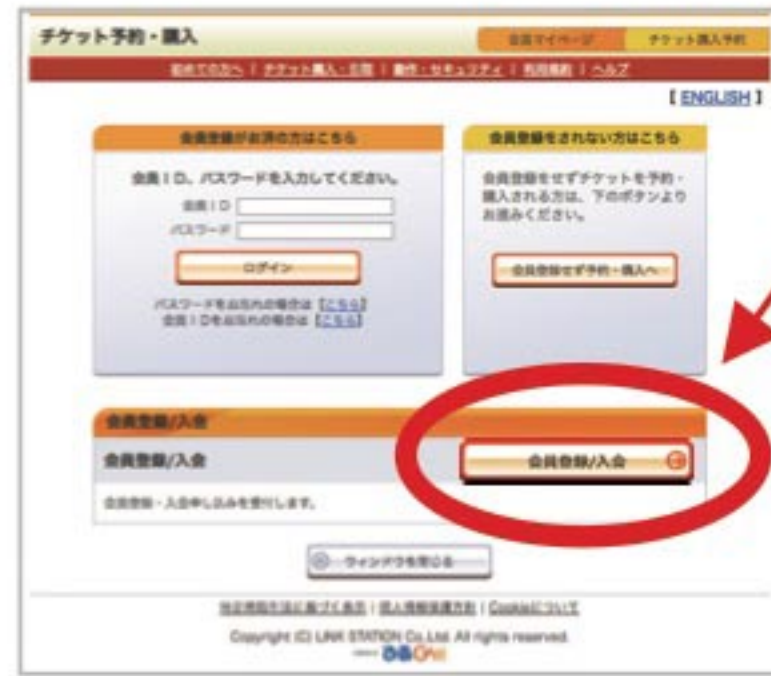 チケット予約・購入
会員マイページ　チケット購入予約
初めての方へ | チケット購入・引取 | 動作・セキュリティ | 利用規約 | ヘルプ
[ ENGLISH ]
会員登録がお済の方はこちら
会員ID、パスワードを入力してください。
会員ID
パスワード
ログイン
パスワードをお忘れの場合は【こちら】
会員IDをお忘れの場合は【こちら】
会員登録をされない方はこちら
会員登録をせずチケットを予約・
購入される方は、下のボタンより
お進みください。
会員登録せず予約・購入へ
会員登録/入会
会員登録/入会
会員登録/入会
会員登録・入会申し込みを受付します。
ウィンドウを閉じる
特定商取引法に基づく表示 | 個人情報保護方針 | Cookieについて
Copyright (C) LINK STATION Co.,Ltd. All rights reserved.